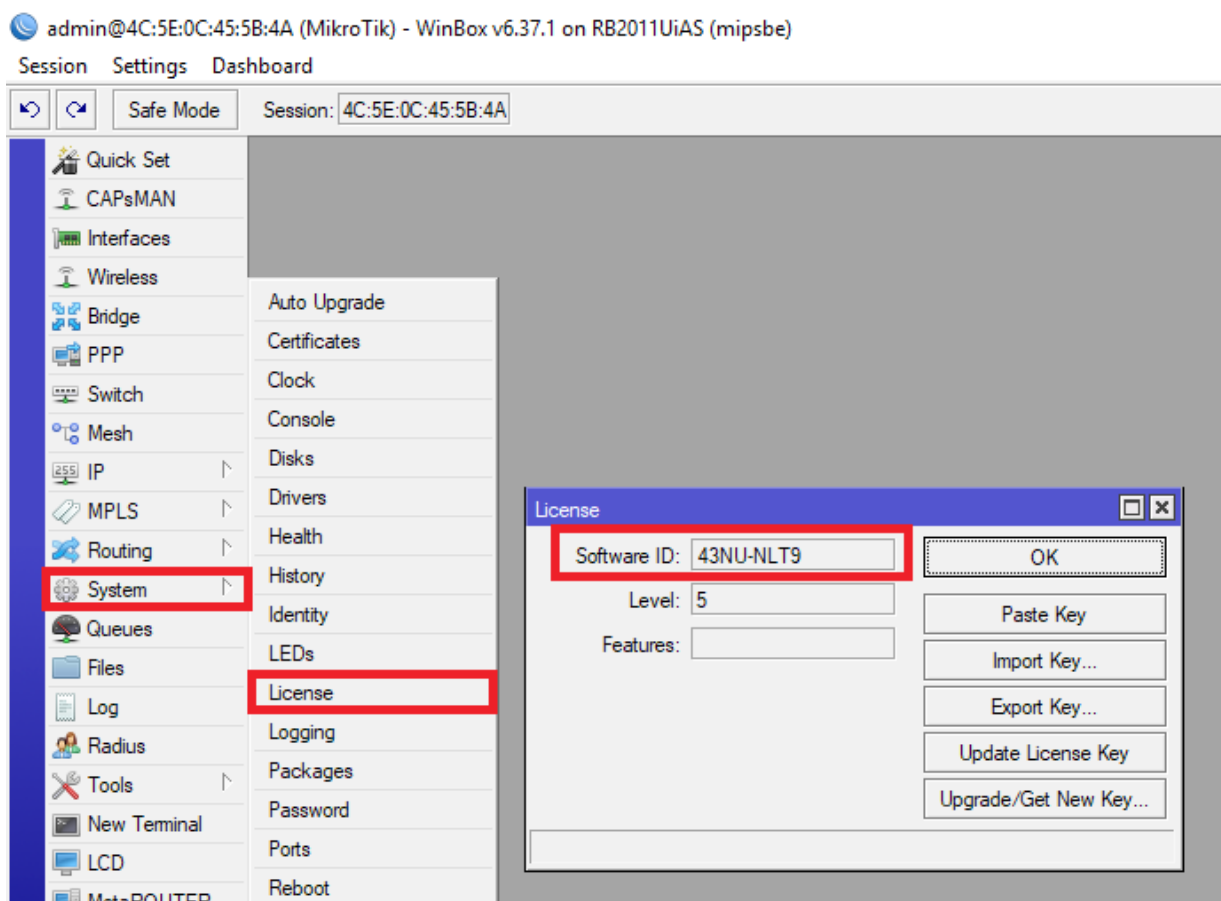 admin@4C:5E:0C:45:5B:4A (MikroTik) - WinBox v6.37.1 on RB2011UiAS (mipsbe)
Session Settings Dashboard
Safe Mode Session: 4C:5E:0C:45:5B:4A
Quick Set
CAPsMAN
Interfaces
Wireless
Bridge
PPP
Switch
Mesh
255 IP
MPLS
Routing
System
Queues
Files
Log
Radius
Tools
New Terminal
LCD
MetaROUTER
Auto Upgrade
Certificates
Clock
Console
Disks
Drivers
Health
History
Identity
LEDs
License
Logging
Packages
Password
Ports
Reboot
License
Software ID: 43NU-NLT9
Level: 5
Features:
OK
Paste Key
Import Key...
Export Key...
Update License Key
Upgrade/Get New Key...